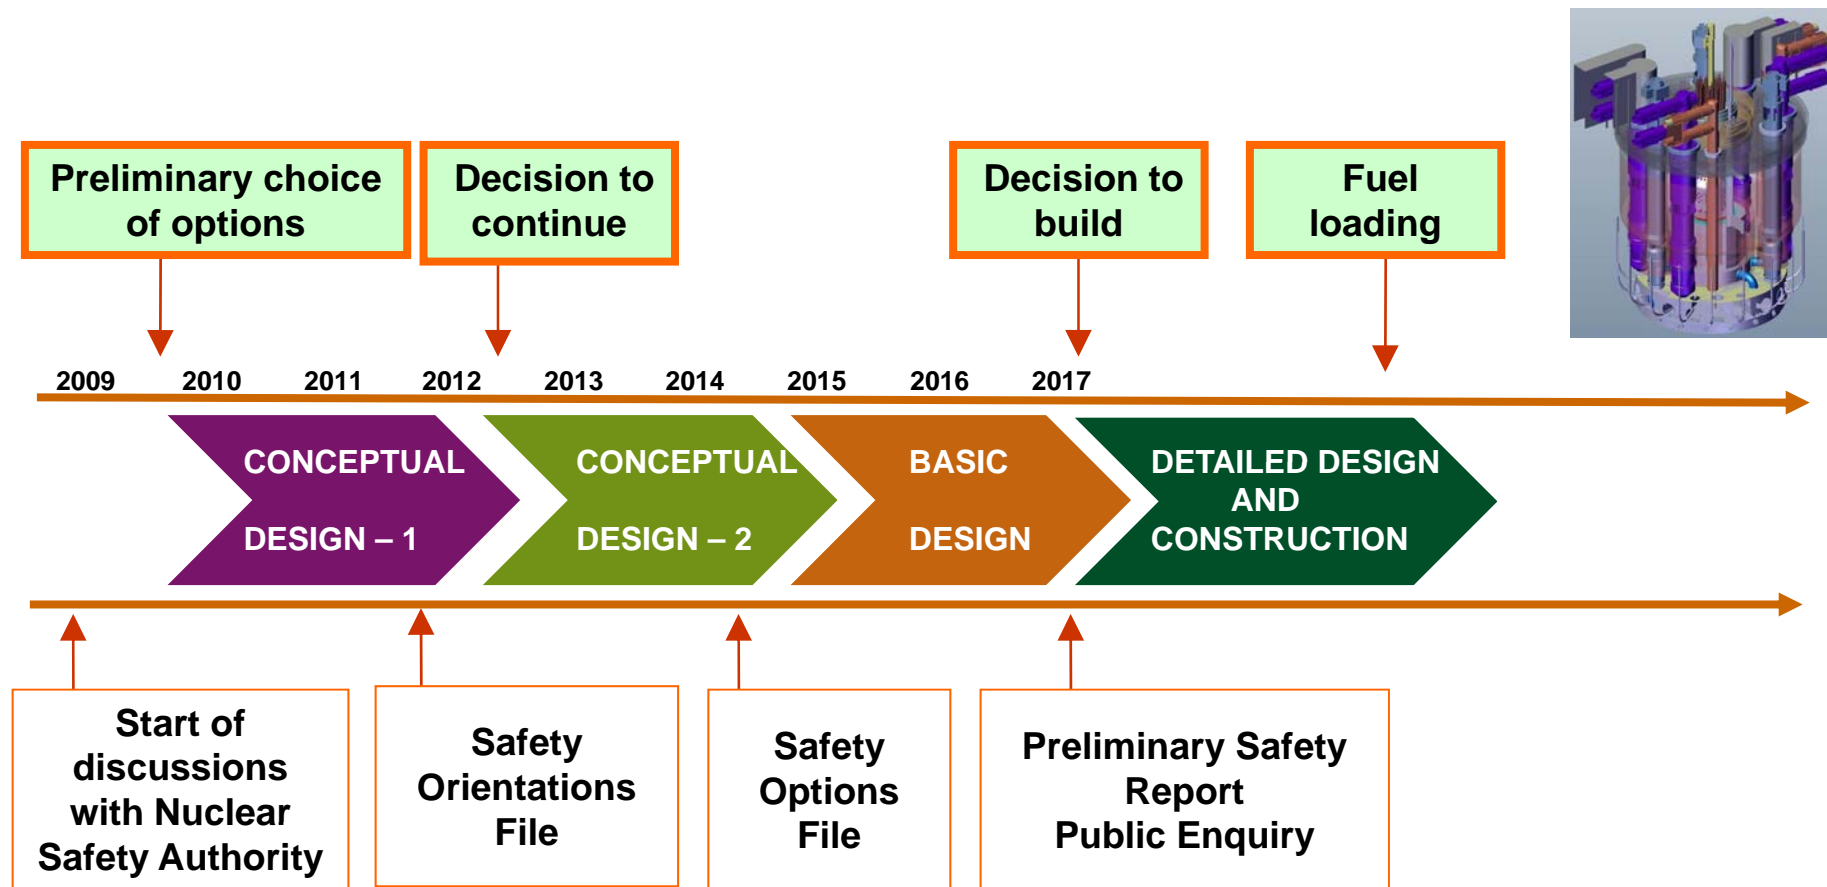 Preliminary choice
of options
Decision to
continue
Decision to
build
Fuel
loading
2009 2010 2011 2012 2013 2014 2015 2016 2017
CONCEPTUAL
DESIGN – 1
CONCEPTUAL
DESIGN – 2
BASIC
DESIGN
DETAILED DESIGN
AND
CONSTRUCTION
Start of
discussions
with Nuclear
Safety Authority
Safety
Orientations
File
Safety
Options
File
Preliminary Safety
Report
Public Enquiry